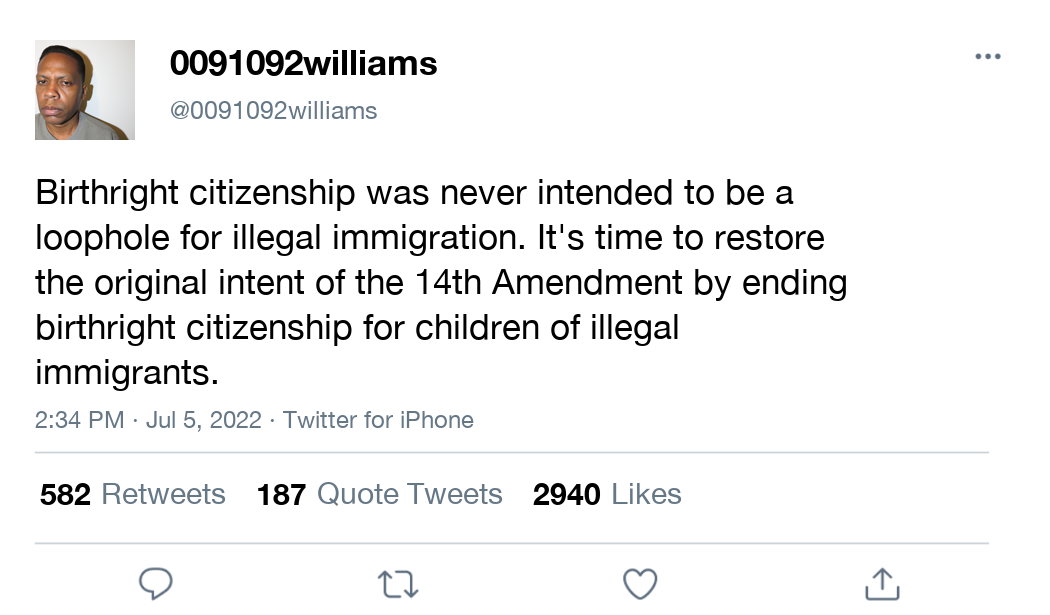 0091092williams
@0091092williams
Birthright citizenship was never intended to be a
loophole for illegal immigration. It's time to restore
the original intent of the 14th Amendment by ending
birthright citizenship for children of illegal
immigrants.
2:34 PM · Jul 5, 2022 · Twitter for iPhone
582 Retweets 187 Quote Tweets 2940 Likes